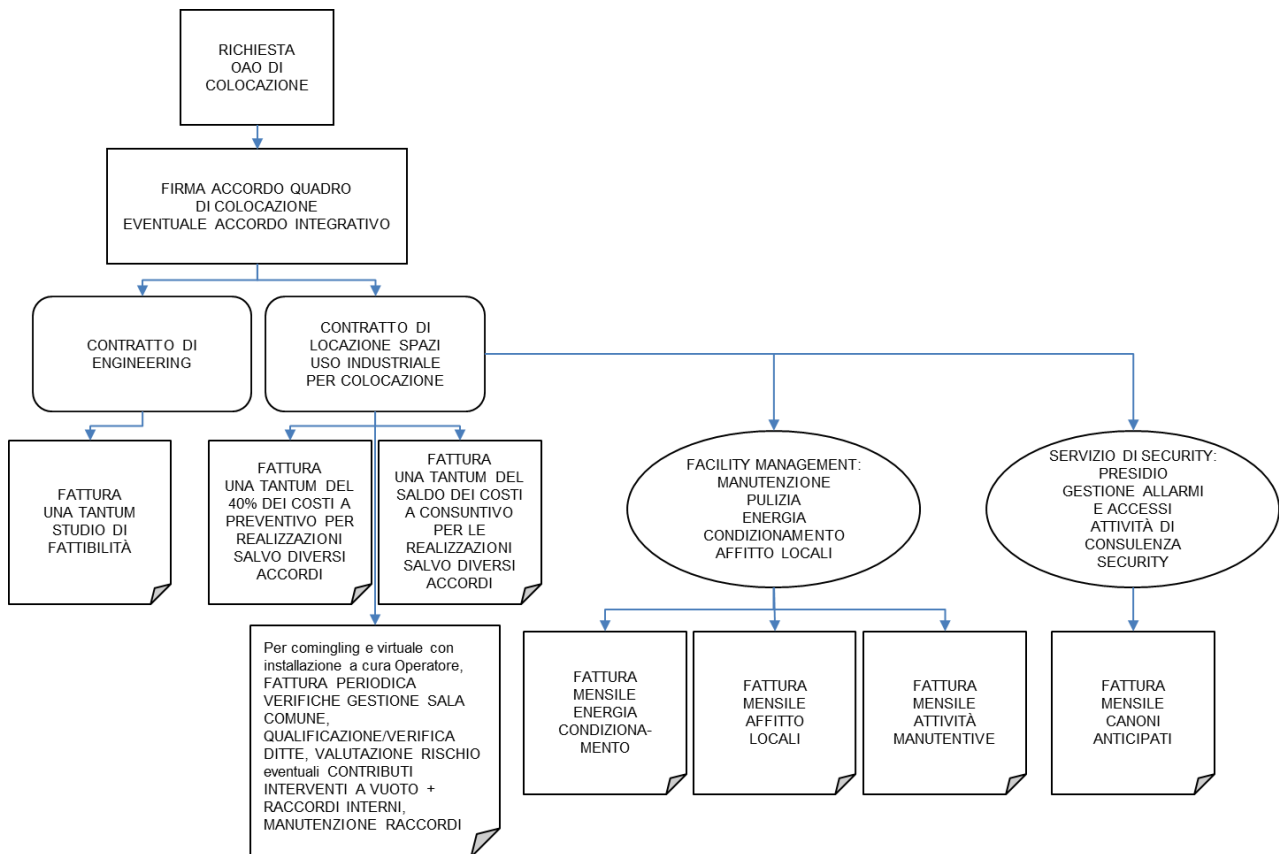 RICHIESTA
OAO DI
COLOCAZIONE
FIRMA ACCORDO QUADRO
DI COLOCAZIONE
EVENTUALE ACCORDO INTEGRATIVO
CONTRATTO DI
ENGINEERING
CONTRATTO DI
LOCAZIONE SPAZI
USO INDUSTRIALE
PER COLOCAZIONE
FATTURA
UNA TANTUM
STUDIO DI
FATTIBILITÀ
FATTURA
UNA TANTUM DEL
40% DEI COSTI A
PREVENTIVO PER
REALIZZAZIONI
SALVO DIVERSI
ACCORDI
FATTURA
UNA TANTUM DEL
SALDO DEI COSTI
A CONSUNTIVO
PER LE
REALIZZAZIONI
SALVO DIVERSI
ACCORDI
FACILITY MANAGEMENT:
MANUTENZIONE
PULIZIA
ENERGIA
CONDIZIONAMENTO
AFFITTO LOCALI
SERVIZIO DI SECURITY:
PRESIDIO
GESTIONE ALLARMI
E ACCESSI
ATTIVITÀ DI
CONSULENZA
SECURITY
Per comingling e virtuale con
installazione a cura Operatore,
FATTURA PERIODICA
VERIFICHE GESTIONE SALA
COMUNE,
QUALIFICAZIONE/VERIFICA
DITTE, VALUTAZIONE RISCHIO
eventuali CONTRIBUTI
INTERVENTI A VUOTO +
RACCORDI INTERNI,
MANUTENZIONE RACCORDI
FATTURA
MENSILE
ENERGIA
CONDIZIONA-
MENTO
FATTURA
MENSILE
AFFITTO
LOCALI
FATTURA
MENSILE
ATTIVITÀ
MANUTENTIVE
FATTURA
MENSILE
CANONI
ANTICIPATI